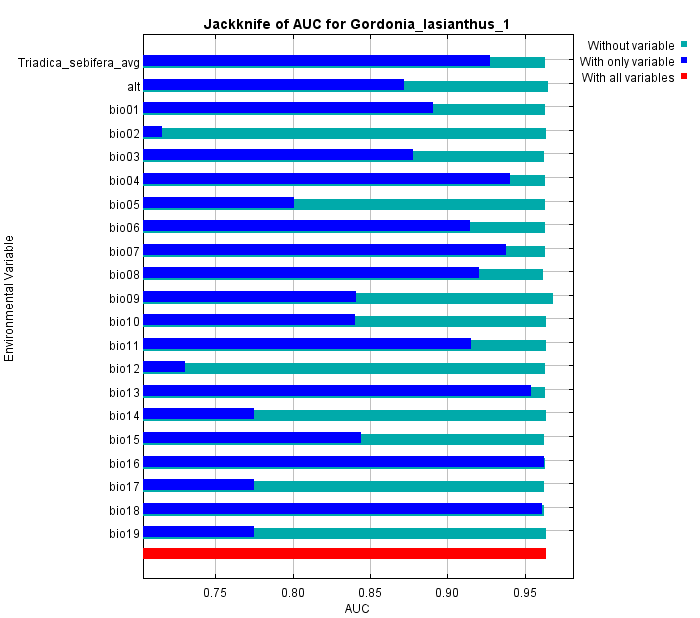 Jackknife of AUC for Gordonia_lasianthus_1
Without variable
With only variable
With all variables
Environmental Variable
Triadica_sebifera_avg
alt
bio01
bio02
bio03
bio04
bio05
bio06
bio07
bio08
bio09
bio10
bio11
bio12
bio13
bio14
bio15
bio16
bio17
bio18
bio19
0.75 0.80 0.85 0.90 0.95
AUC